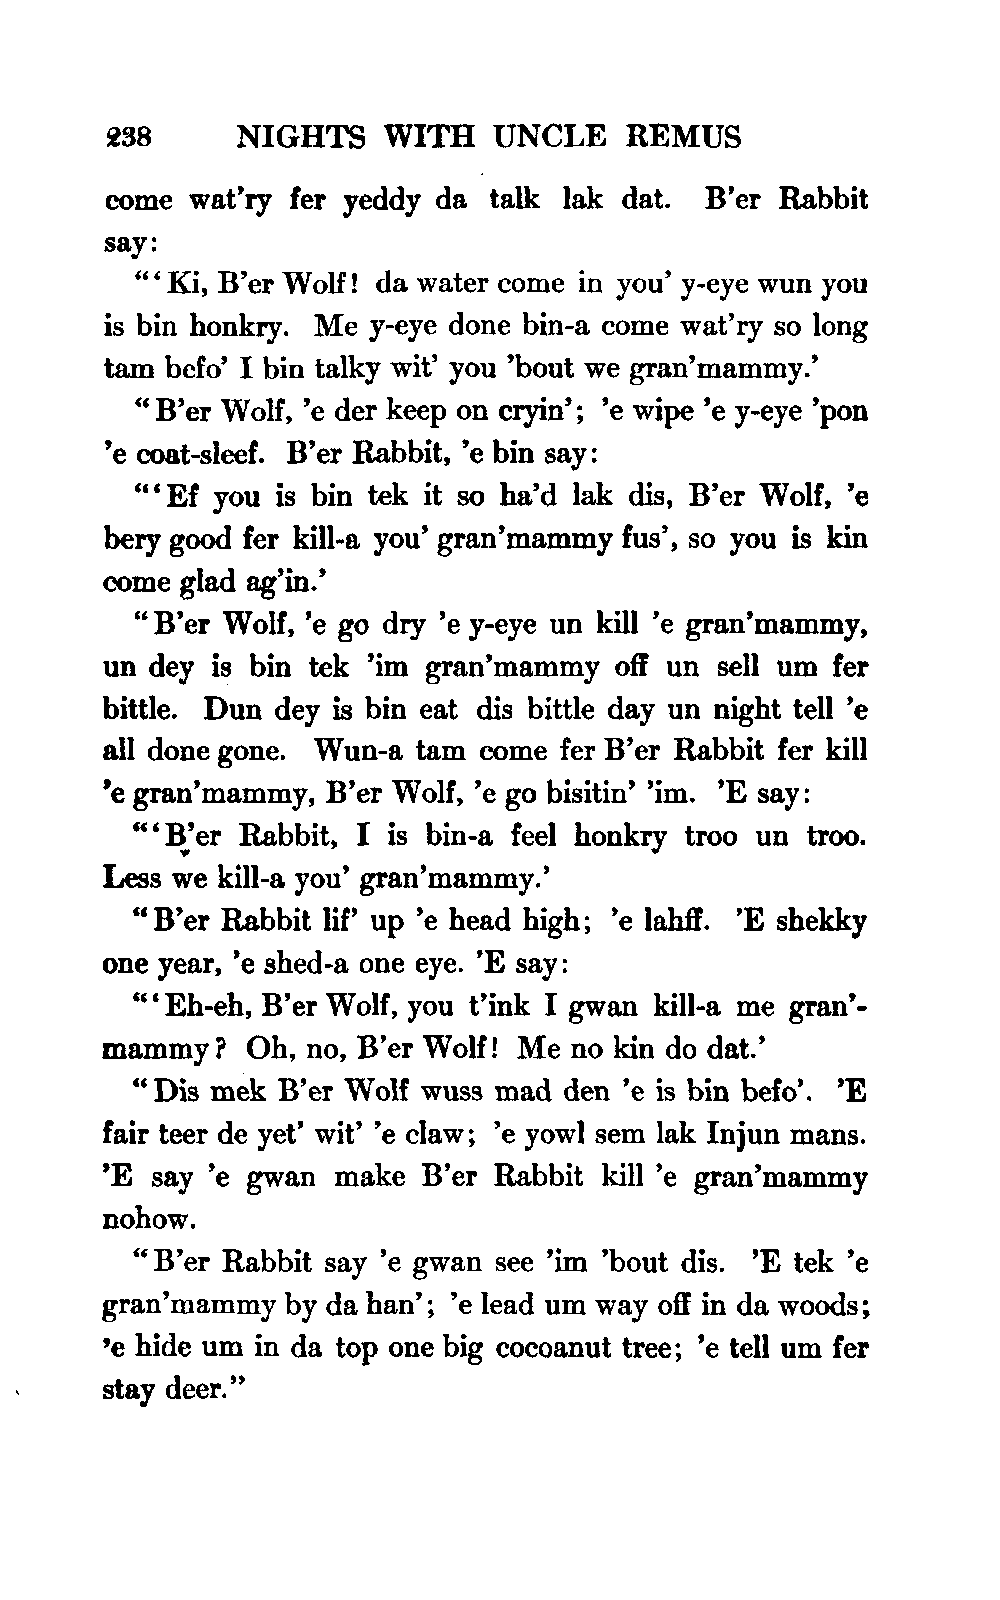 238 NIGHTS WITH UNCLE REMUS
come wat'ry fer yeddy da talk lak dat. B'er Rabbit
say:
"'Ki, B'er Wolf! da water come in you' y-eye wun you
is bin honkry. Me y-eye done bin-a come wat'ry so long
tam befo' I bin talky wit' you 'bout we gran'mammy.'
"B'er Wolf, 'e der keep on cryin'; 'e wipe 'e y-eye 'pon
'e coat-sleef. B'er Rabbit, 'e bin say:
"'Ef you is bin tek it so ha'd lak dis, B'er Wolf, 'e
bery good fer kill-a you' gran'mammy fus', so you is kin
come glad ag'in.'
"B'er Wolf, 'e go dry 'e y-eye un kill 'e gran'mammy,
un dey is bin tek 'im gran'mammy off un sell um fer
bittle. Dun dey is bin eat dis bittle day un night tell 'e
all done gone. Wun-a tam come fer B'er Rabbit fer kill
'e gran'mammy, B'er Wolf, 'e go bisitin' 'im. 'E say:
"'B'er Rabbit, I is bin-a feel honkry troo un troo.
Less we kill-a you' gran'mammy.'
"B'er Rabbit lif' up 'e head high; 'e lahff. 'E shekky
one year, 'e shed-a one eye. 'E say:
"'Eh-eh, B'er Wolf, you t'ink I gwan kill-a me gran'-
mammy? Oh, no, B'er Wolf! Me no kin do dat.'
"Dis mek B'er Wolf wuss mad den 'e is bin befo'. 'E
fair teer de yet' wit' 'e claw; 'e yowl sem lak Injun mans.
'E say 'e gwan make B'er Rabbit kill 'e gran'mammy
nohow.
"B'er Rabbit say 'e gwan see 'im 'bout dis. 'E tek 'e
gran'mammy by da han'; 'e lead um way off in da woods;
'e hide um in da top one big cocoanut tree; 'e tell um fer
stay deer."